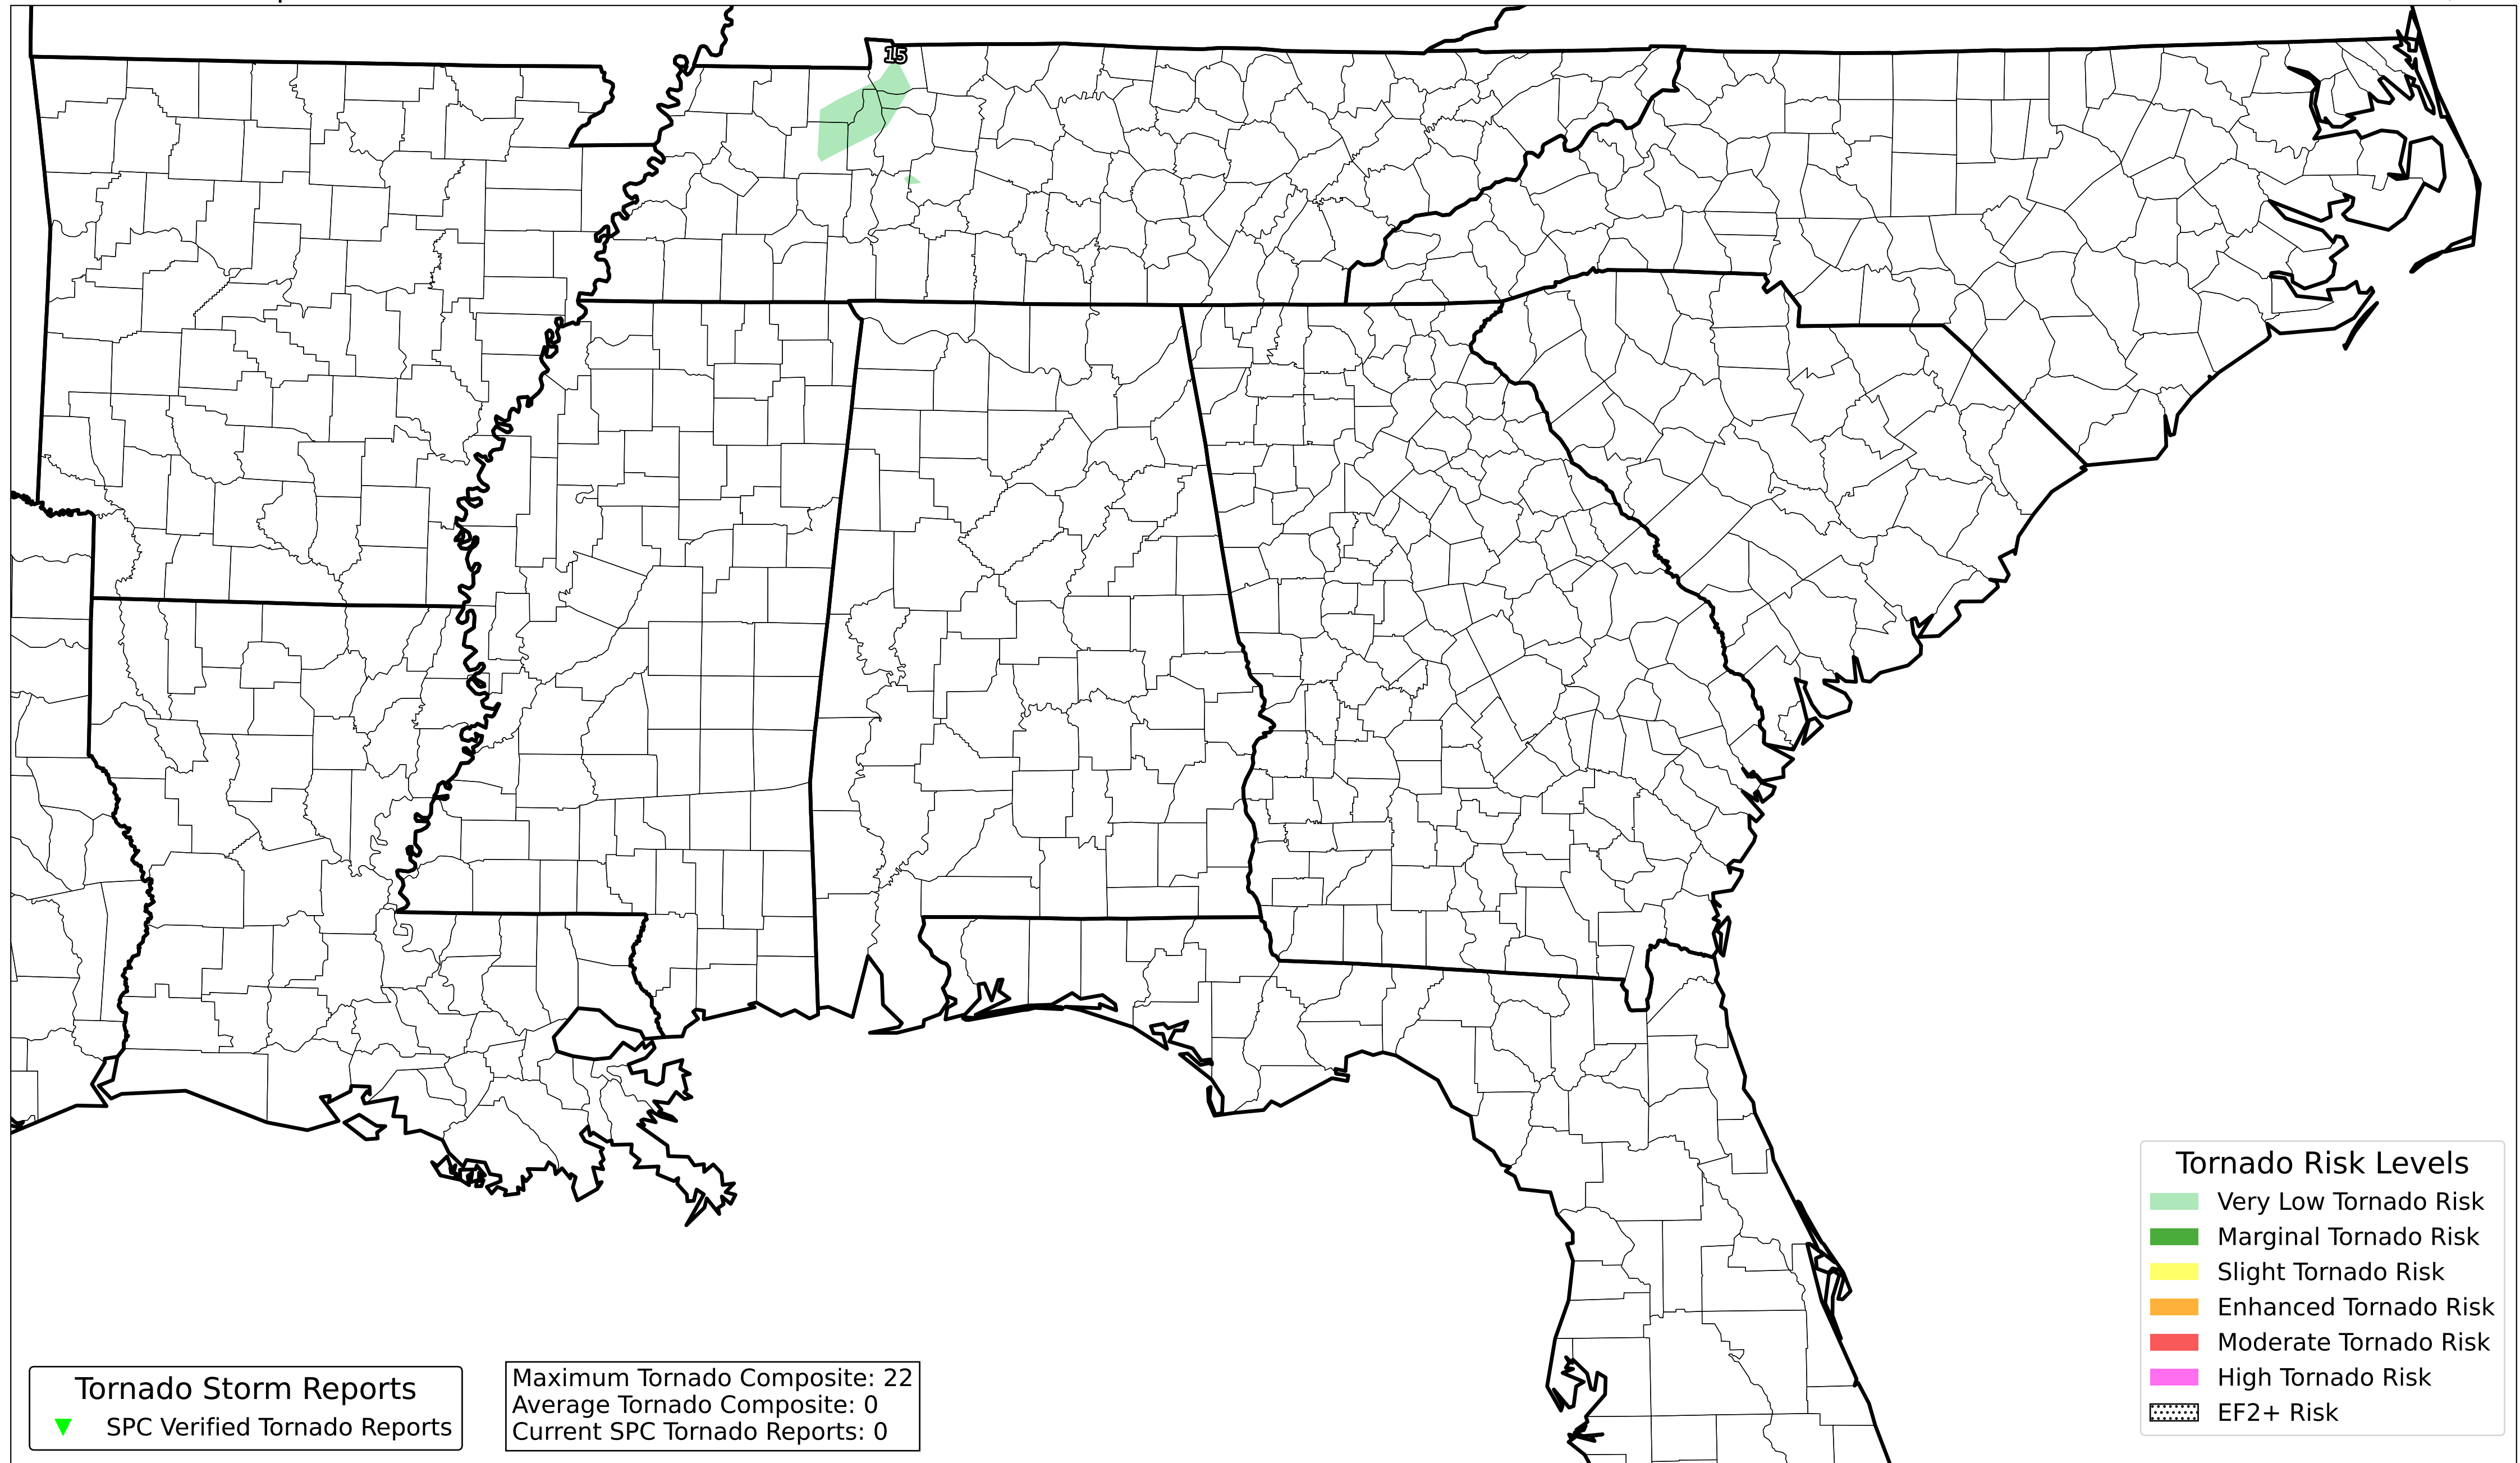 15
Tornado Risk Levels
Very Low Tornado Risk
Marginal Tornado Risk
Slight Tornado Risk
Enhanced Tornado Risk
Moderate Tornado Risk
High Tornado Risk
EF2+ Risk
Tornado Storm Reports
SPC Verified Tornado Reports
Maximum Tornado Composite: 22
Average Tornado Composite: 0
Current SPC Tornado Reports: 0